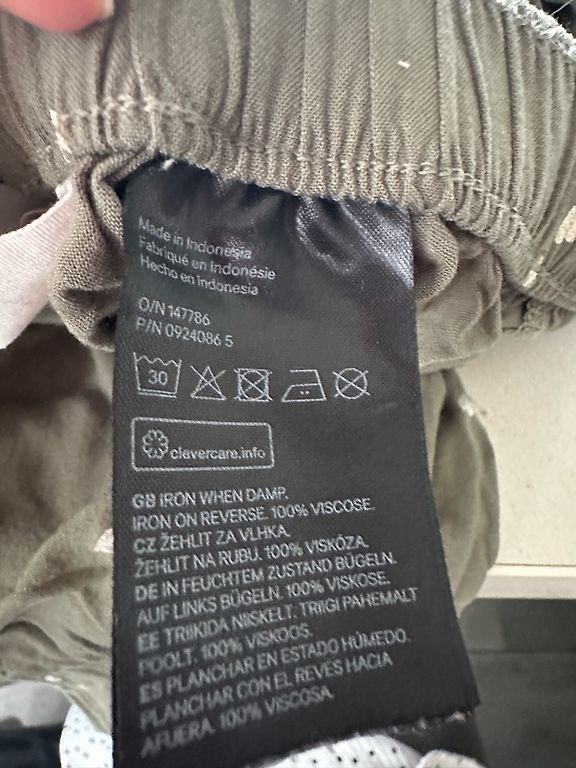 Made in Indonesia
Fabriqué en Indonésie
Hecho en Indonesia
O/N 147786
P/N 0924086 5
30
clevercare.info
GB IRON WHEN DAMP.
IRON ON REVERSE. 100% VISCOSE.
CZ ŽEHLIT ZA VLHKA.
ŽEHLIT NA RUBU. 100% VISKÓZA.
DE IN FEUCHTEM ZUSTAND BÜGELN.
AUF LINKS BÜGELN. 100% VISKOSE.
EE TRIIKIDA NIISKELT. TRIIGI PAHEMALT
POOLT. 100% VISKOOS.
ES PLANCHAR EN ESTADO HÚMEDO.
PLANCHAR CON EL REVÉS HACIA
AFUERA. 100% VISCOSA.